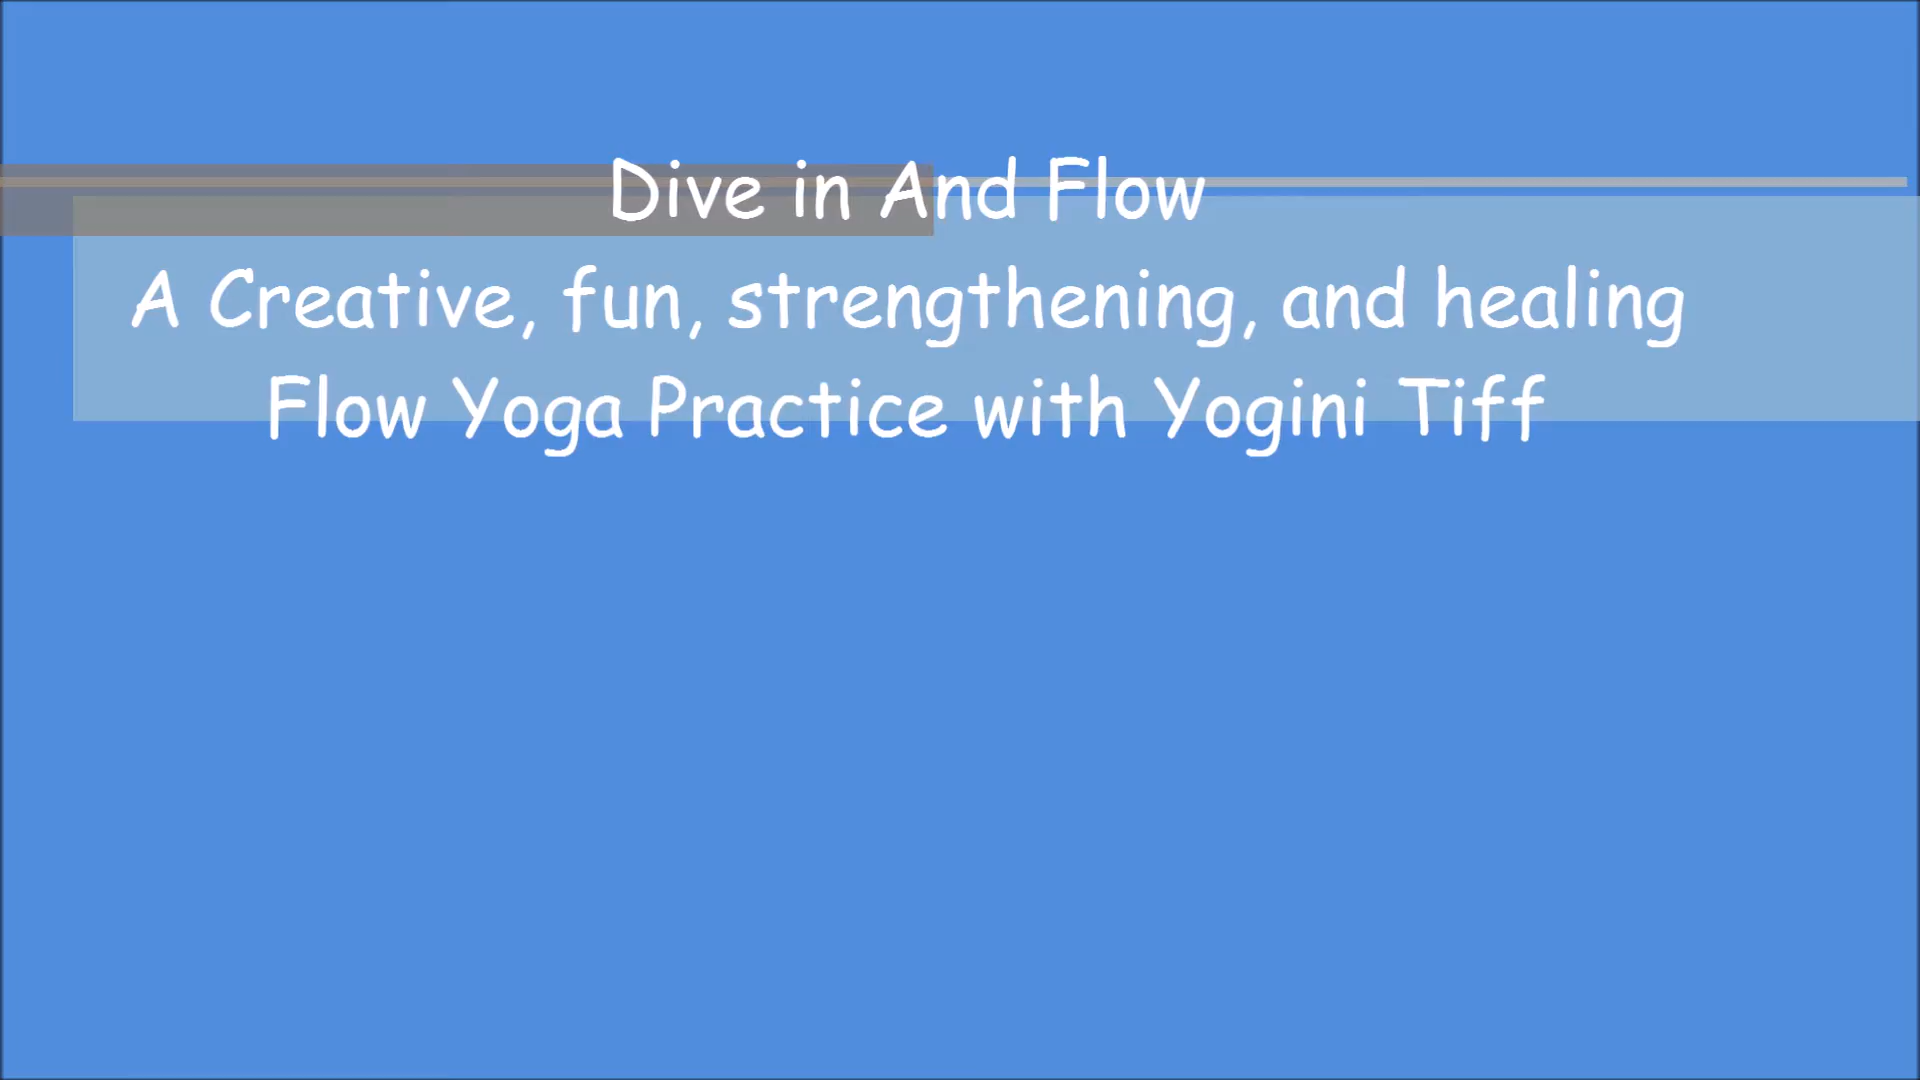 Dive in And Flow
A Creative, fun, strengthening, and healing
Flow Yoga Practice with Yogini Tiff